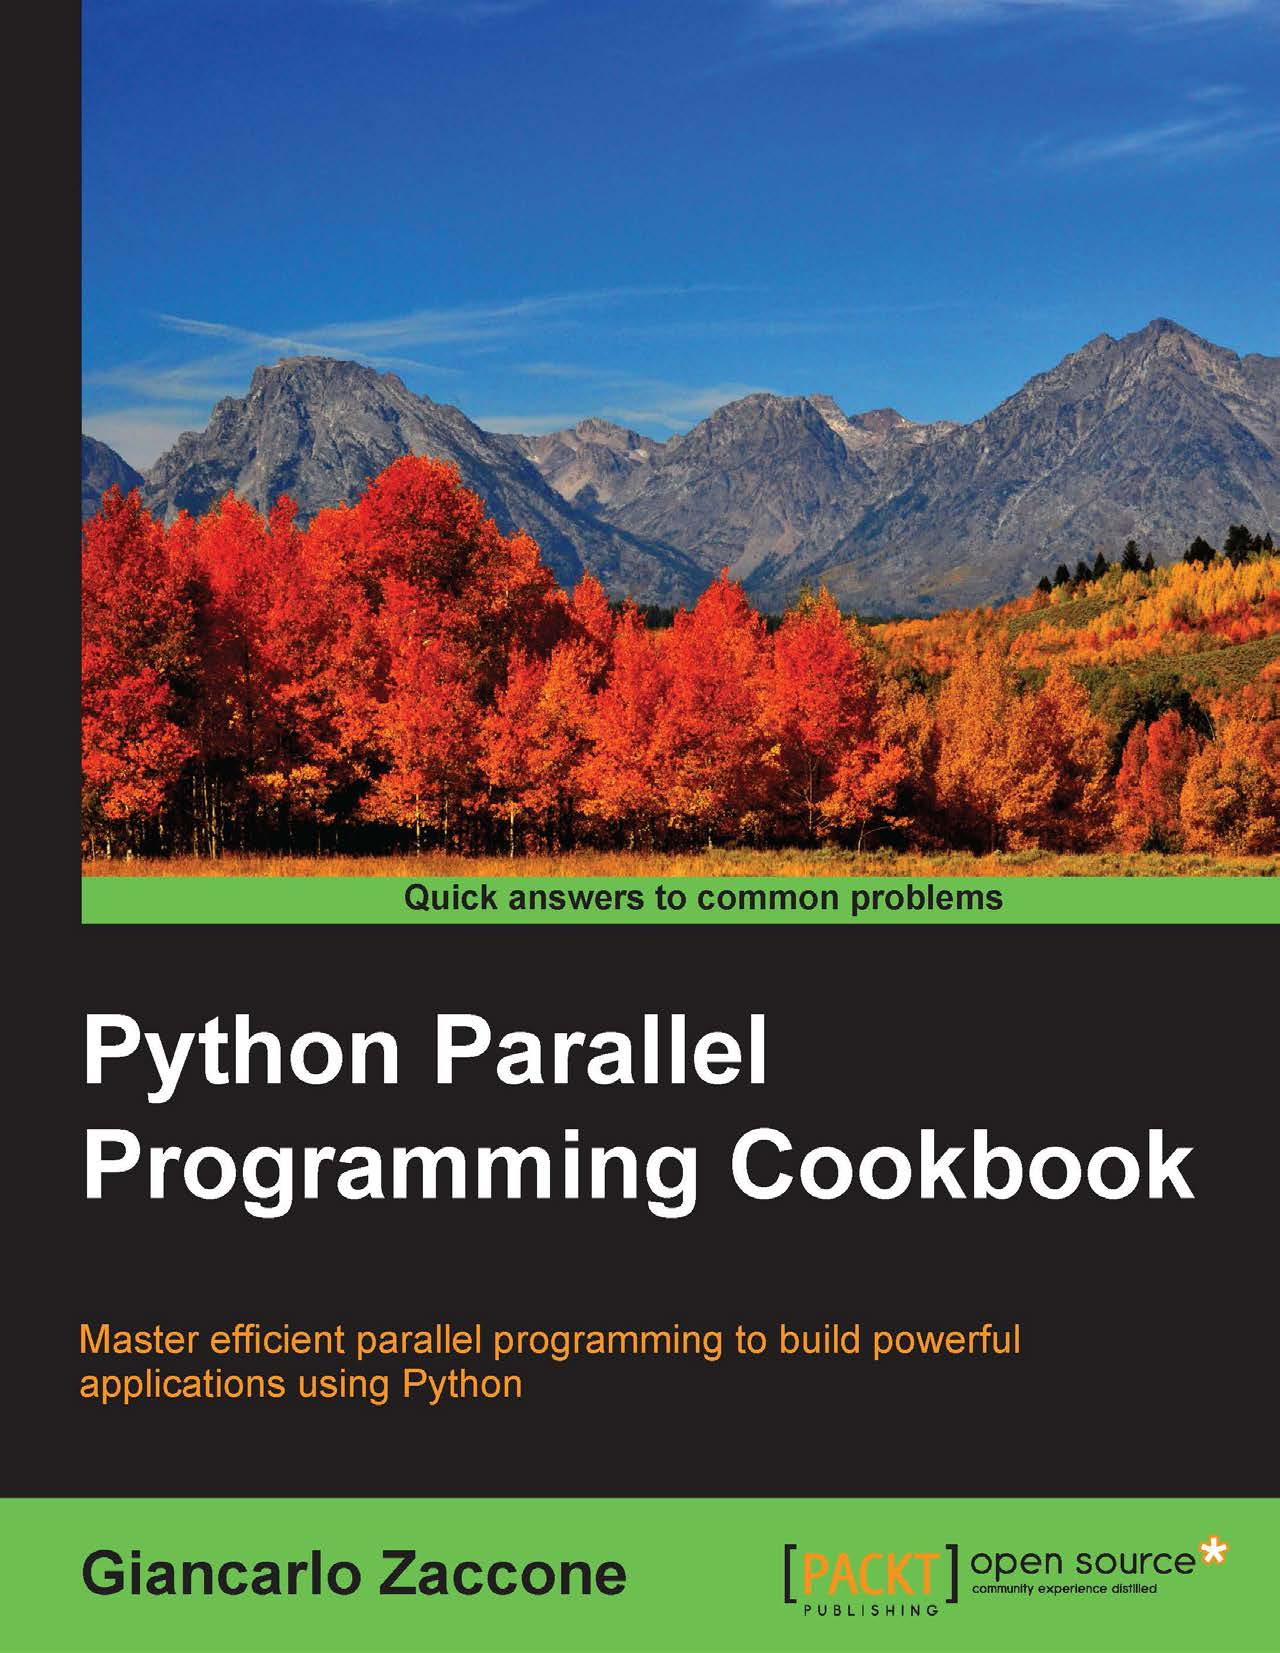 Quick answers to common problems
Python Parallel
Programming Cookbook
Master efficient parallel programming to build powerful
applications using Python
Giancarlo Zaccone
[PACKT] open source*
PUBLISHING community experience distilled